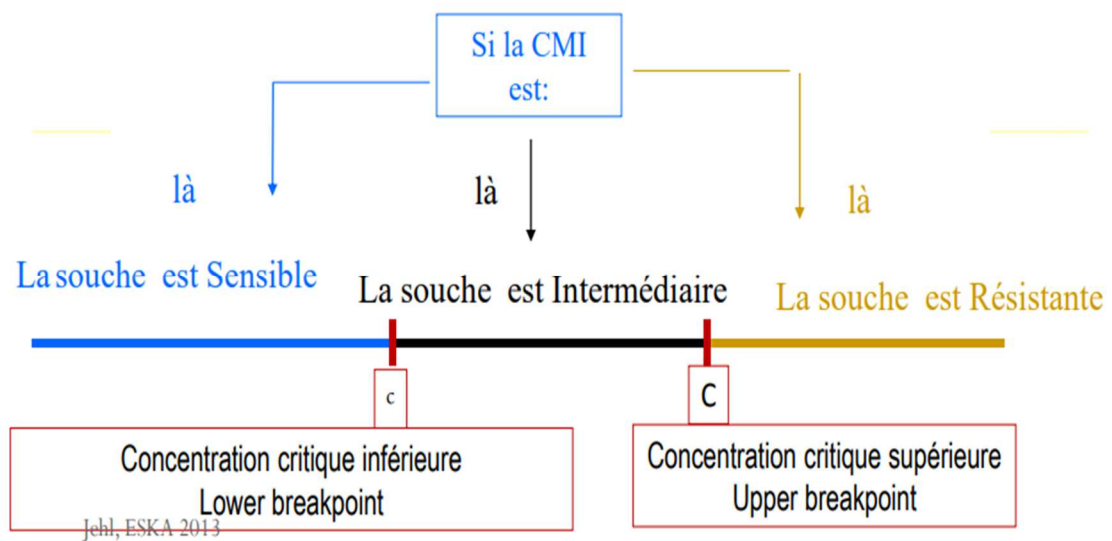 Si la CMI
est:
là
là
là
La souche est Sensible
La souche est Intermédiaire
La souche est Résistante
c
C
Concentration critique inférieure
Lower breakpoint
Concentration critique supérieure
Upper breakpoint
Jehl, ESKA 2013